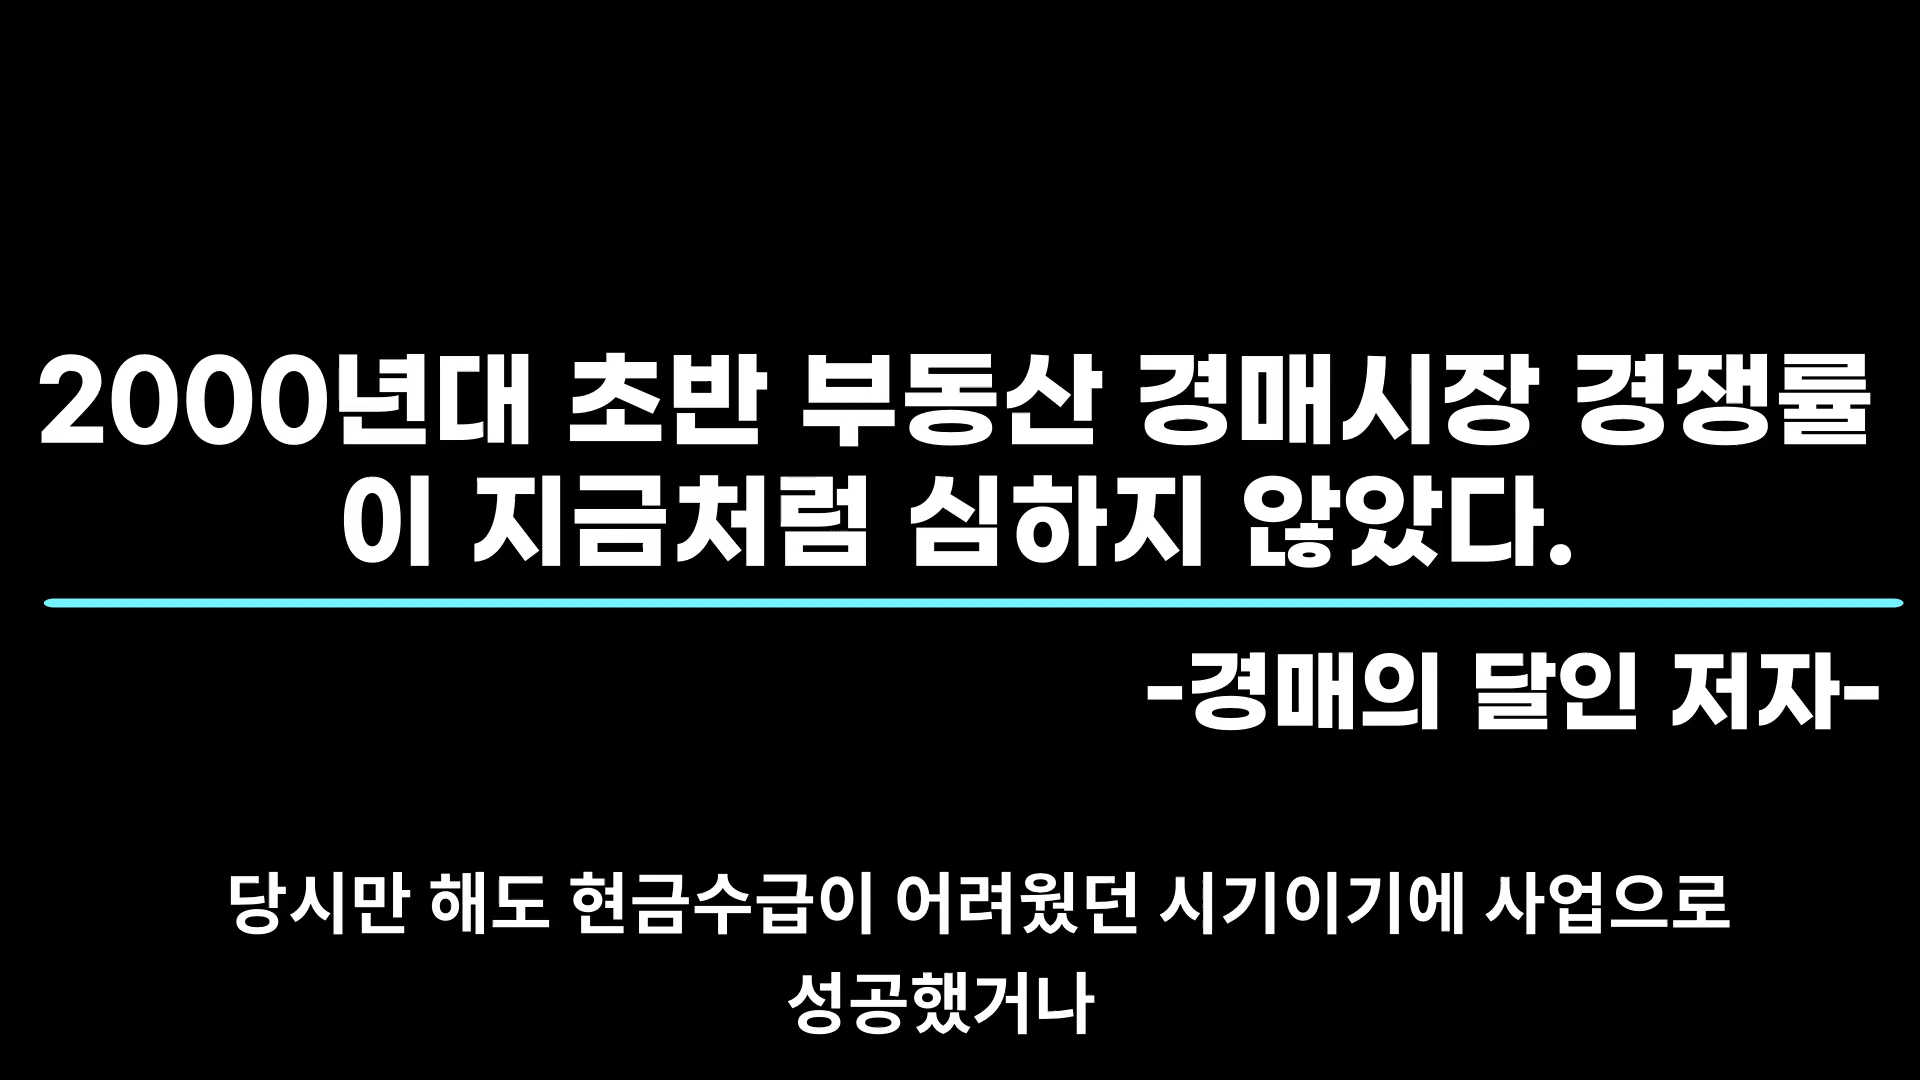 2000년대 초반 부동산 경매시장 경쟁률
이 지금처럼 심하지 않았다.
-경매의 달인 저자-
당시만 해도 현금수급이 어려웠던 시기이기에 사업으로
성공했거나